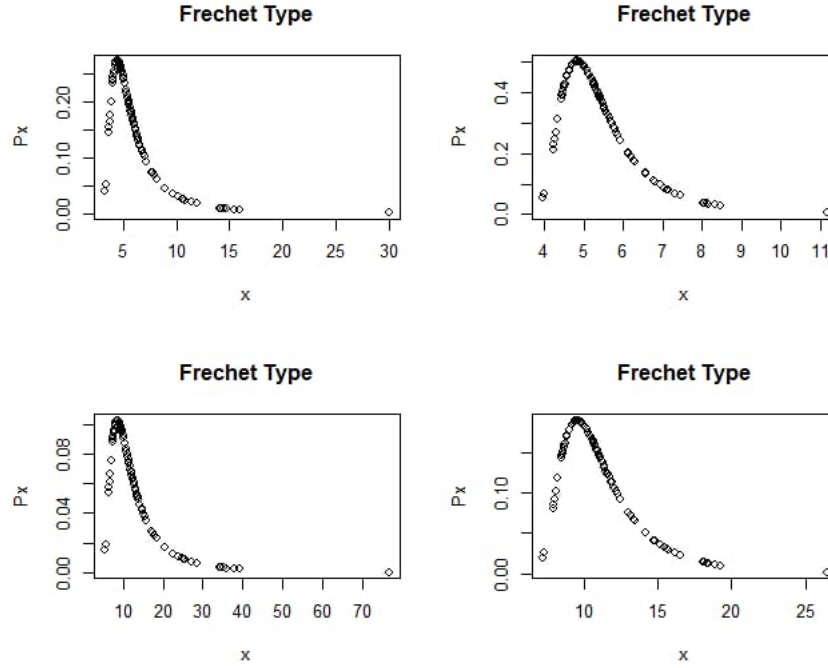 Frechet Type
Px
0.00 0.10 0.20
5 10 15 20 25 30
x
Frechet Type
Px
0.0 0.2 0.4
4 5 6 7 8 9 10 11
x
Frechet Type
Px
0.00 0.04 0.08
10 20 30 40 50 60 70
x
Frechet Type
Px
0.00 0.10
10 15 20 25
x